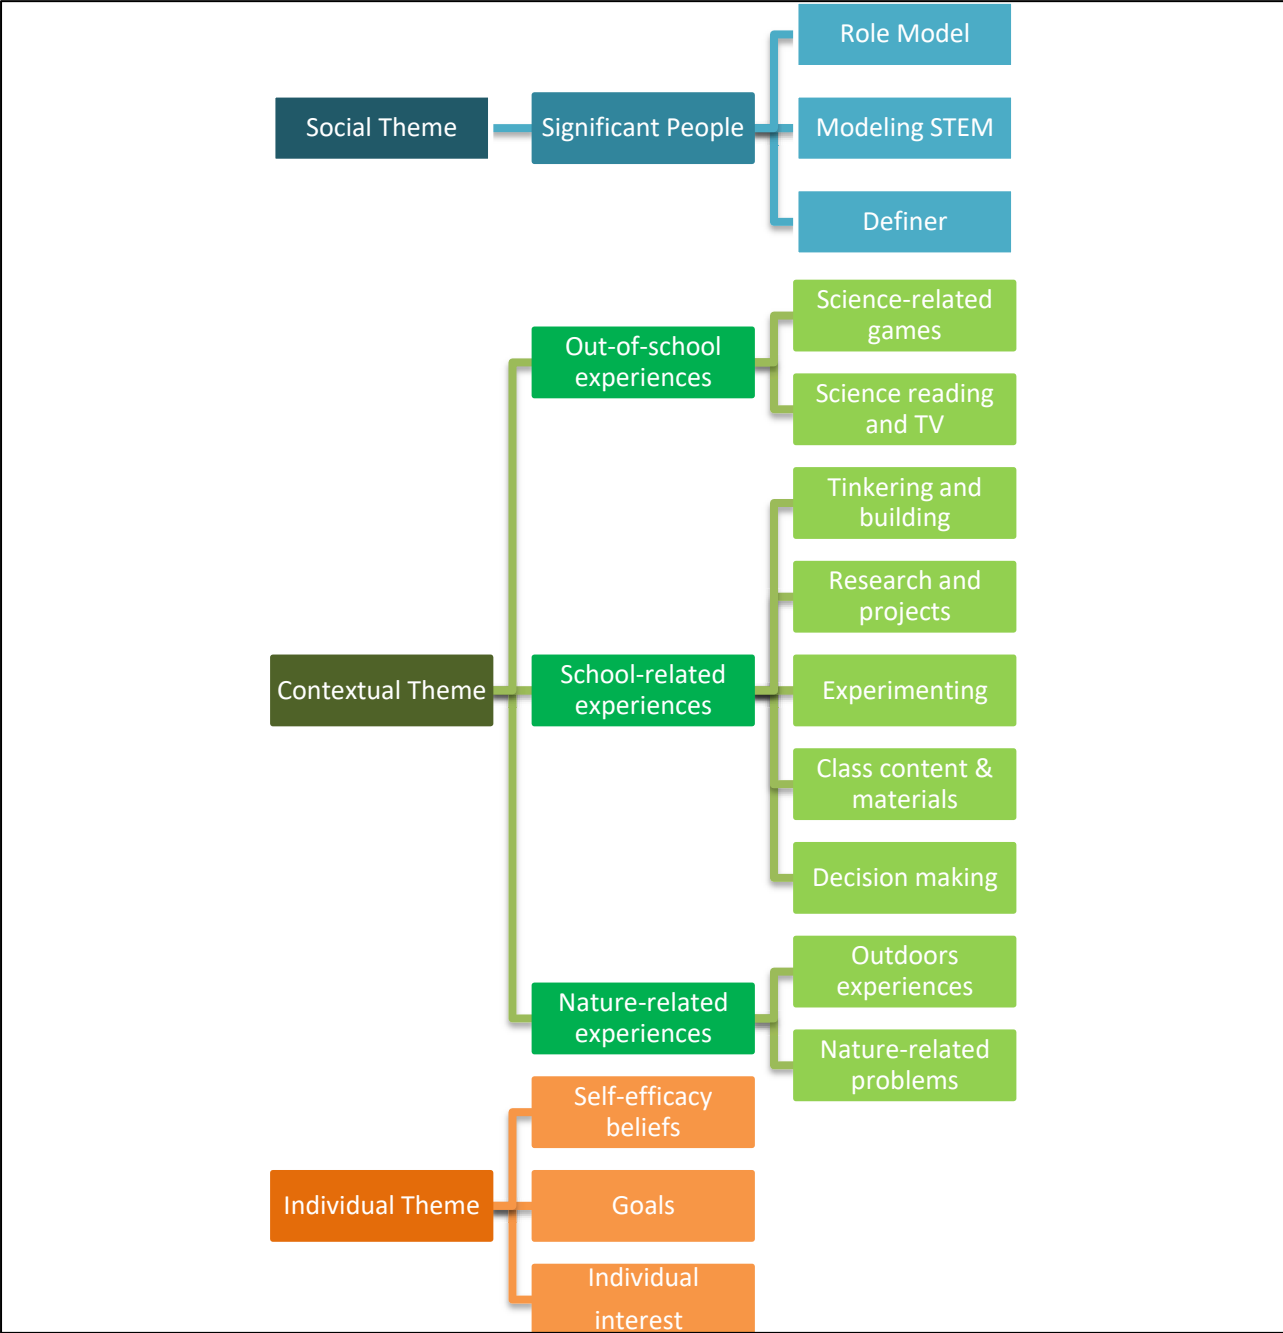 Role Model
Social Theme
Significant People
Modeling STEM
Definer
Science-related
games
Out-of-school
experiences
Science reading
and TV
Tinkering and
building
Research and
projects
Contextual Theme
School-related
experiences
Experimenting
Class content &
materials
Decision making
Outdoors
experiences
Nature-related
experiences
Nature-related
problems
Self-efficacy
beliefs
Individual Theme
Goals
Individual
interest